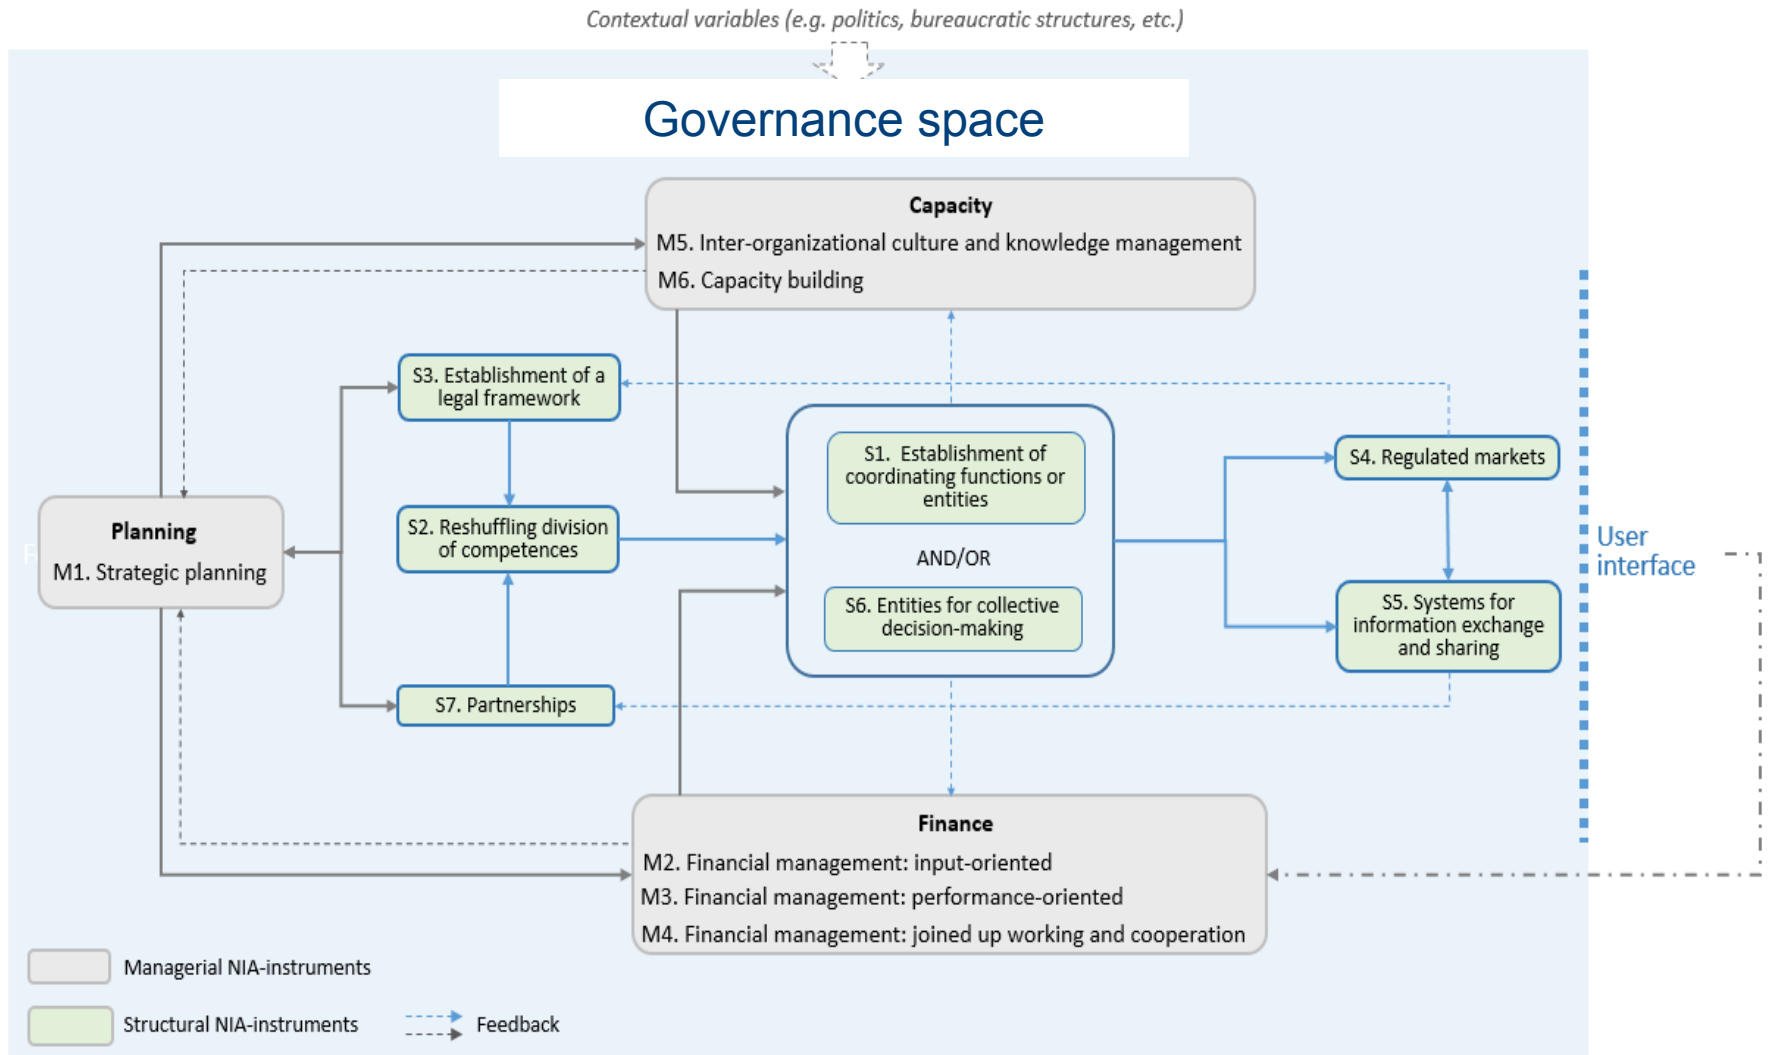 Contextual variables (e.g. politics, bureaucratic structures, etc.)
Governance space
Capacity
M5. Inter-organizational culture and knowledge management
M6. Capacity building
S3. Establishment of a
legal framework
S1.  Establishment of
coordinating functions or
entities
S4. Regulated markets
Planning
M1. Strategic planning
S2. Reshuffling division
of competences
AND/OR
User
interface
S6. Entities for collective
decision-making
S5. Systems for
information exchange
and sharing
S7. Partnerships
Finance
M2. Financial management: input-oriented
M3. Financial management: performance-oriented
M4. Financial management: joined up working and cooperation
Managerial NIA-instruments
Structural NIA-instruments
Feedback